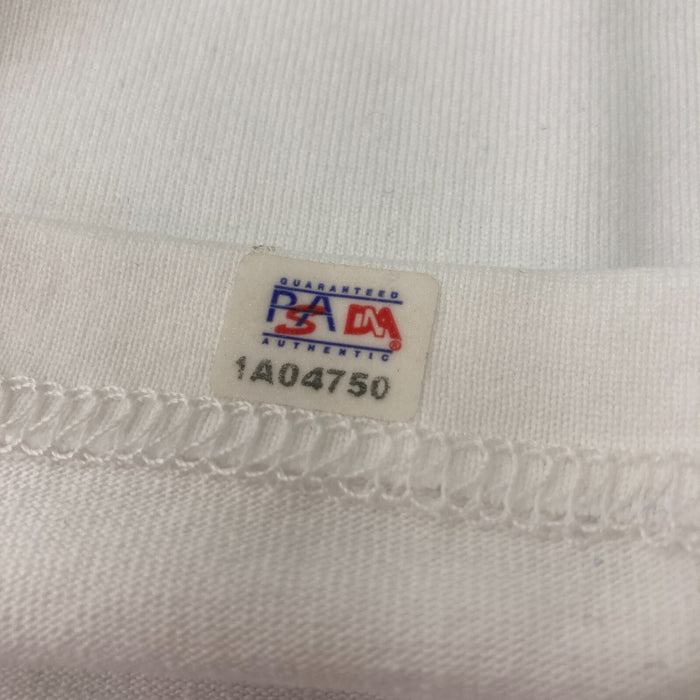 GUARANTEED
PSA DNA®
AUTHENTIC
1A04750